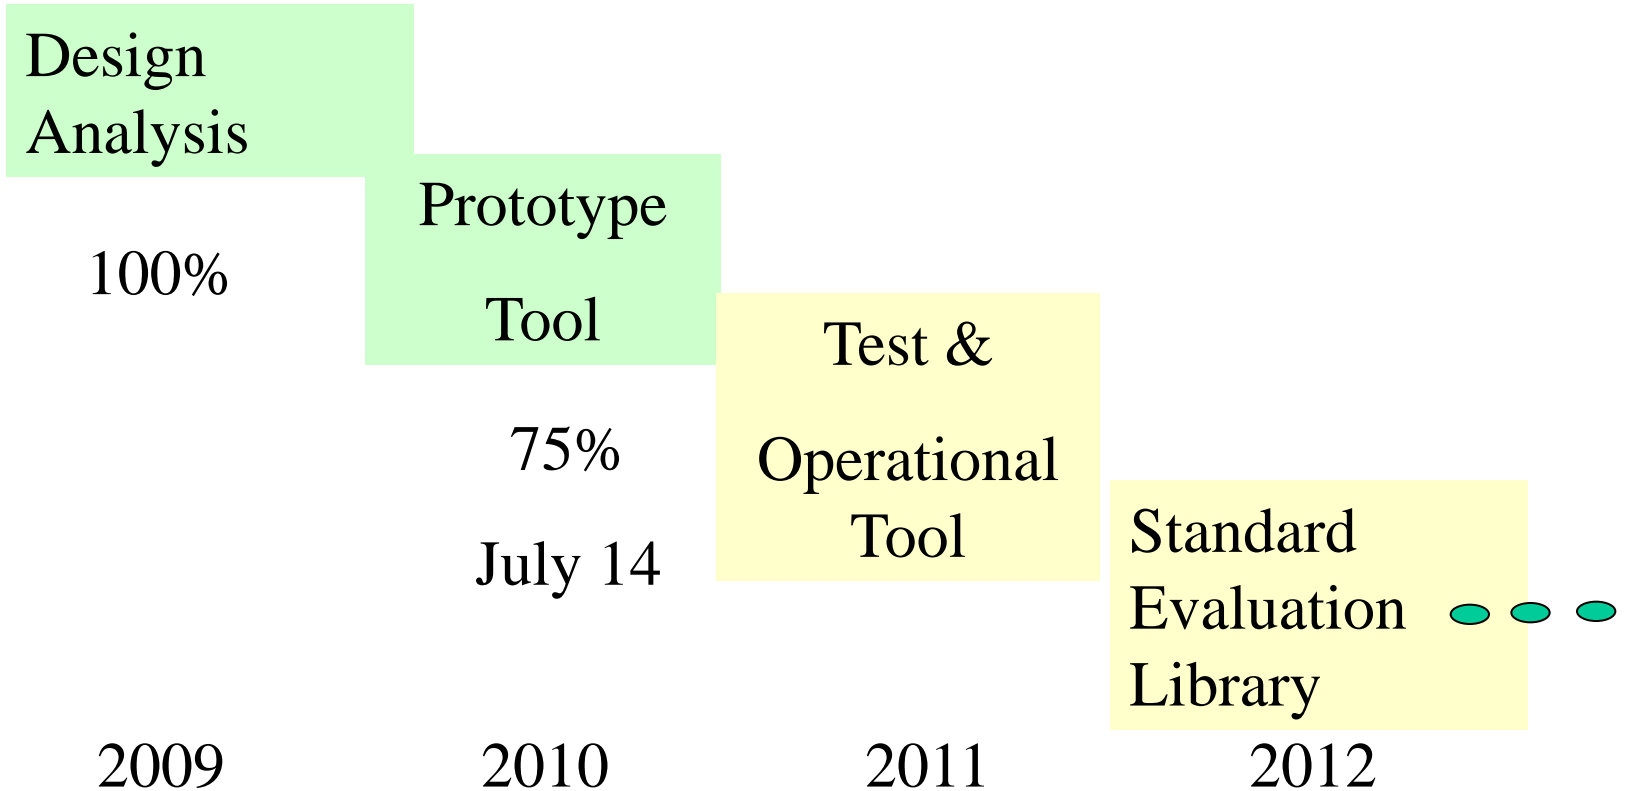 Design
Analysis
100%
Prototype
Tool
75%
July 14
Test &
Operational
Tool
Standard
Evaluation
Library
2009
2010
2011
2012